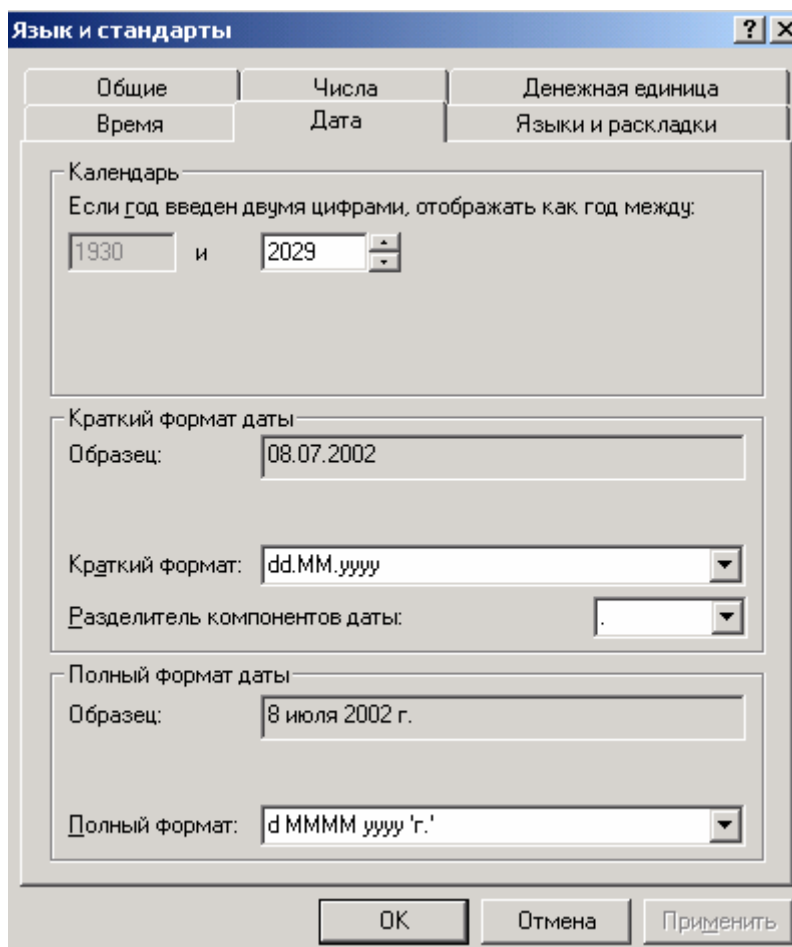 Язык и стандарты
Общие Числа Денежная единица
Время Дата Языки и раскладки
Календарь
Если год введен двумя цифрами, отображать как год между:
1930 и 2029
Краткий формат даты
Образец: 08.07.2002
Краткий формат: dd.MM.yyyy
Разделитель компонентов даты: .
Полный формат даты
Образец: 8 июля 2002 г.
Полный формат: d MMMM yyyy 'г.'
OK Отмена Применить